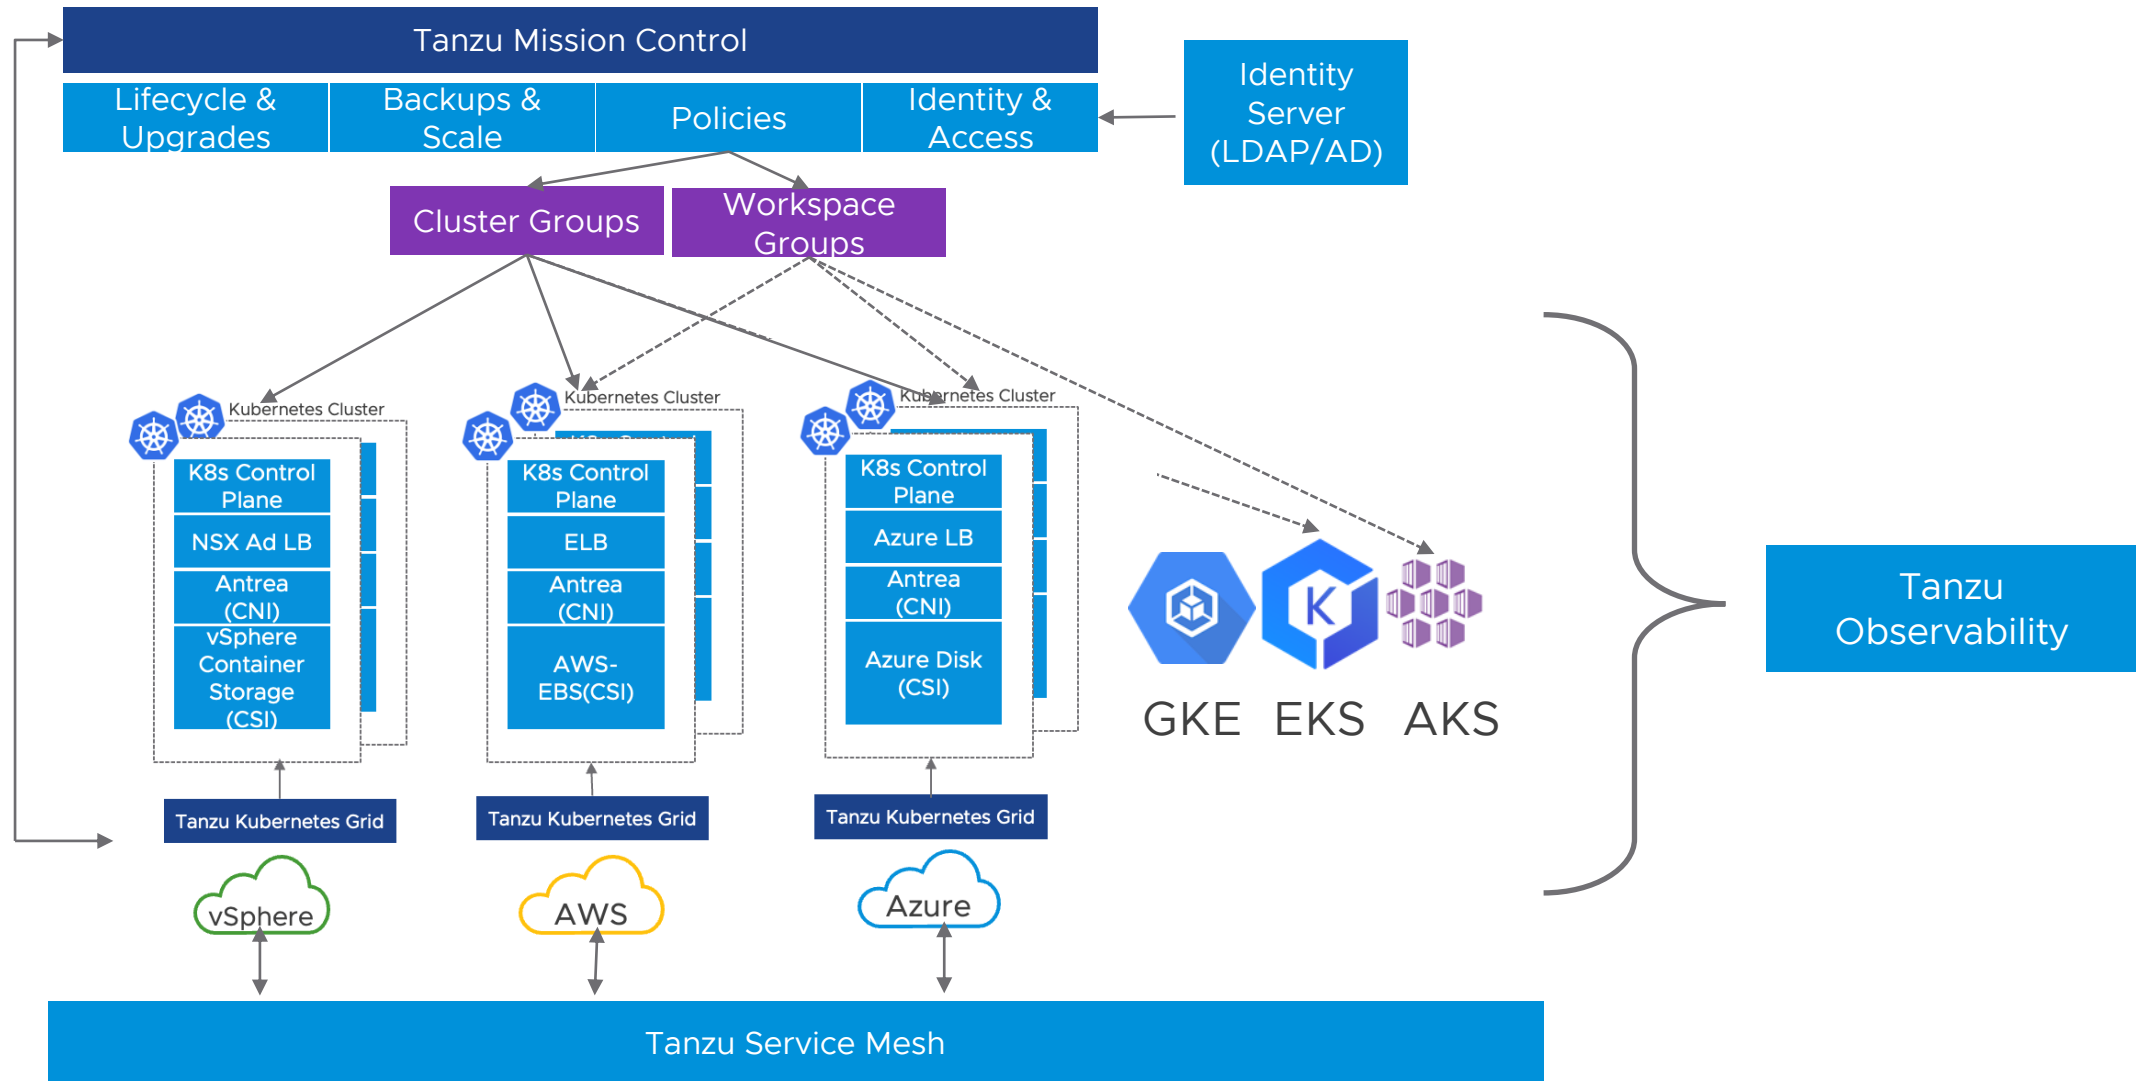 Tanzu Mission Control
Lifecycle &
Upgrades
Backups &
Scale
Policies
Identity &
Access
Identity
Server
(LDAP/AD)
Cluster Groups
Workspace
Groups
Kubernetes Cluster
K8s Control
Plane
NSX Ad LB
Antrea
(CNI)
vSphere
Container
Storage
(CSI)
Kubernetes Cluster
K8s Control
Plane
ELB
Antrea
(CNI)
AWS-
EBS(CSI)
Kubernetes Cluster
K8s Control
Plane
Azure LB
Antrea
(CNI)
Azure Disk
(CSI)
K
GKE
EKS
AKS
Tanzu
Observability
Tanzu Kubernetes Grid
Tanzu Kubernetes Grid
Tanzu Kubernetes Grid
vSphere
AWS
Azure
Tanzu Service Mesh